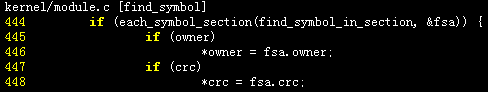 kernel/module.c [find_symbol]
444         if (each_symbol_section(find_symbol_in_section, &fsa)) {
445                 if (owner)
446                         *owner = fsa.owner;
447                 if (crc)
448                         *crc = fsa.crc;